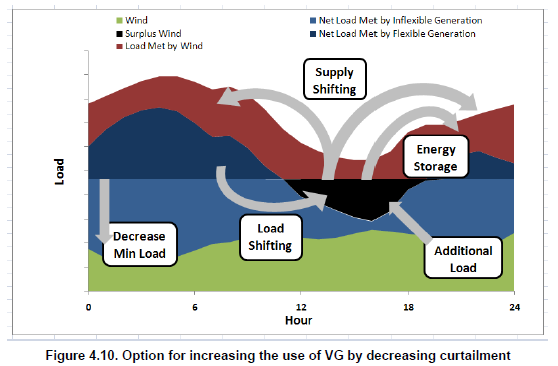 Wind
Surplus Wind
Load Met by Wind
Net Load Met by Inflexible Generation
Net Load Met by Flexible Generation
Supply
Shifting
Energy
Storage
Load
Decrease
Min Load
Load
Shifting
Additional
Load
0
6
12
18
24
Hour
Figure 4.10. Option for increasing the use of VG by decreasing curtailment